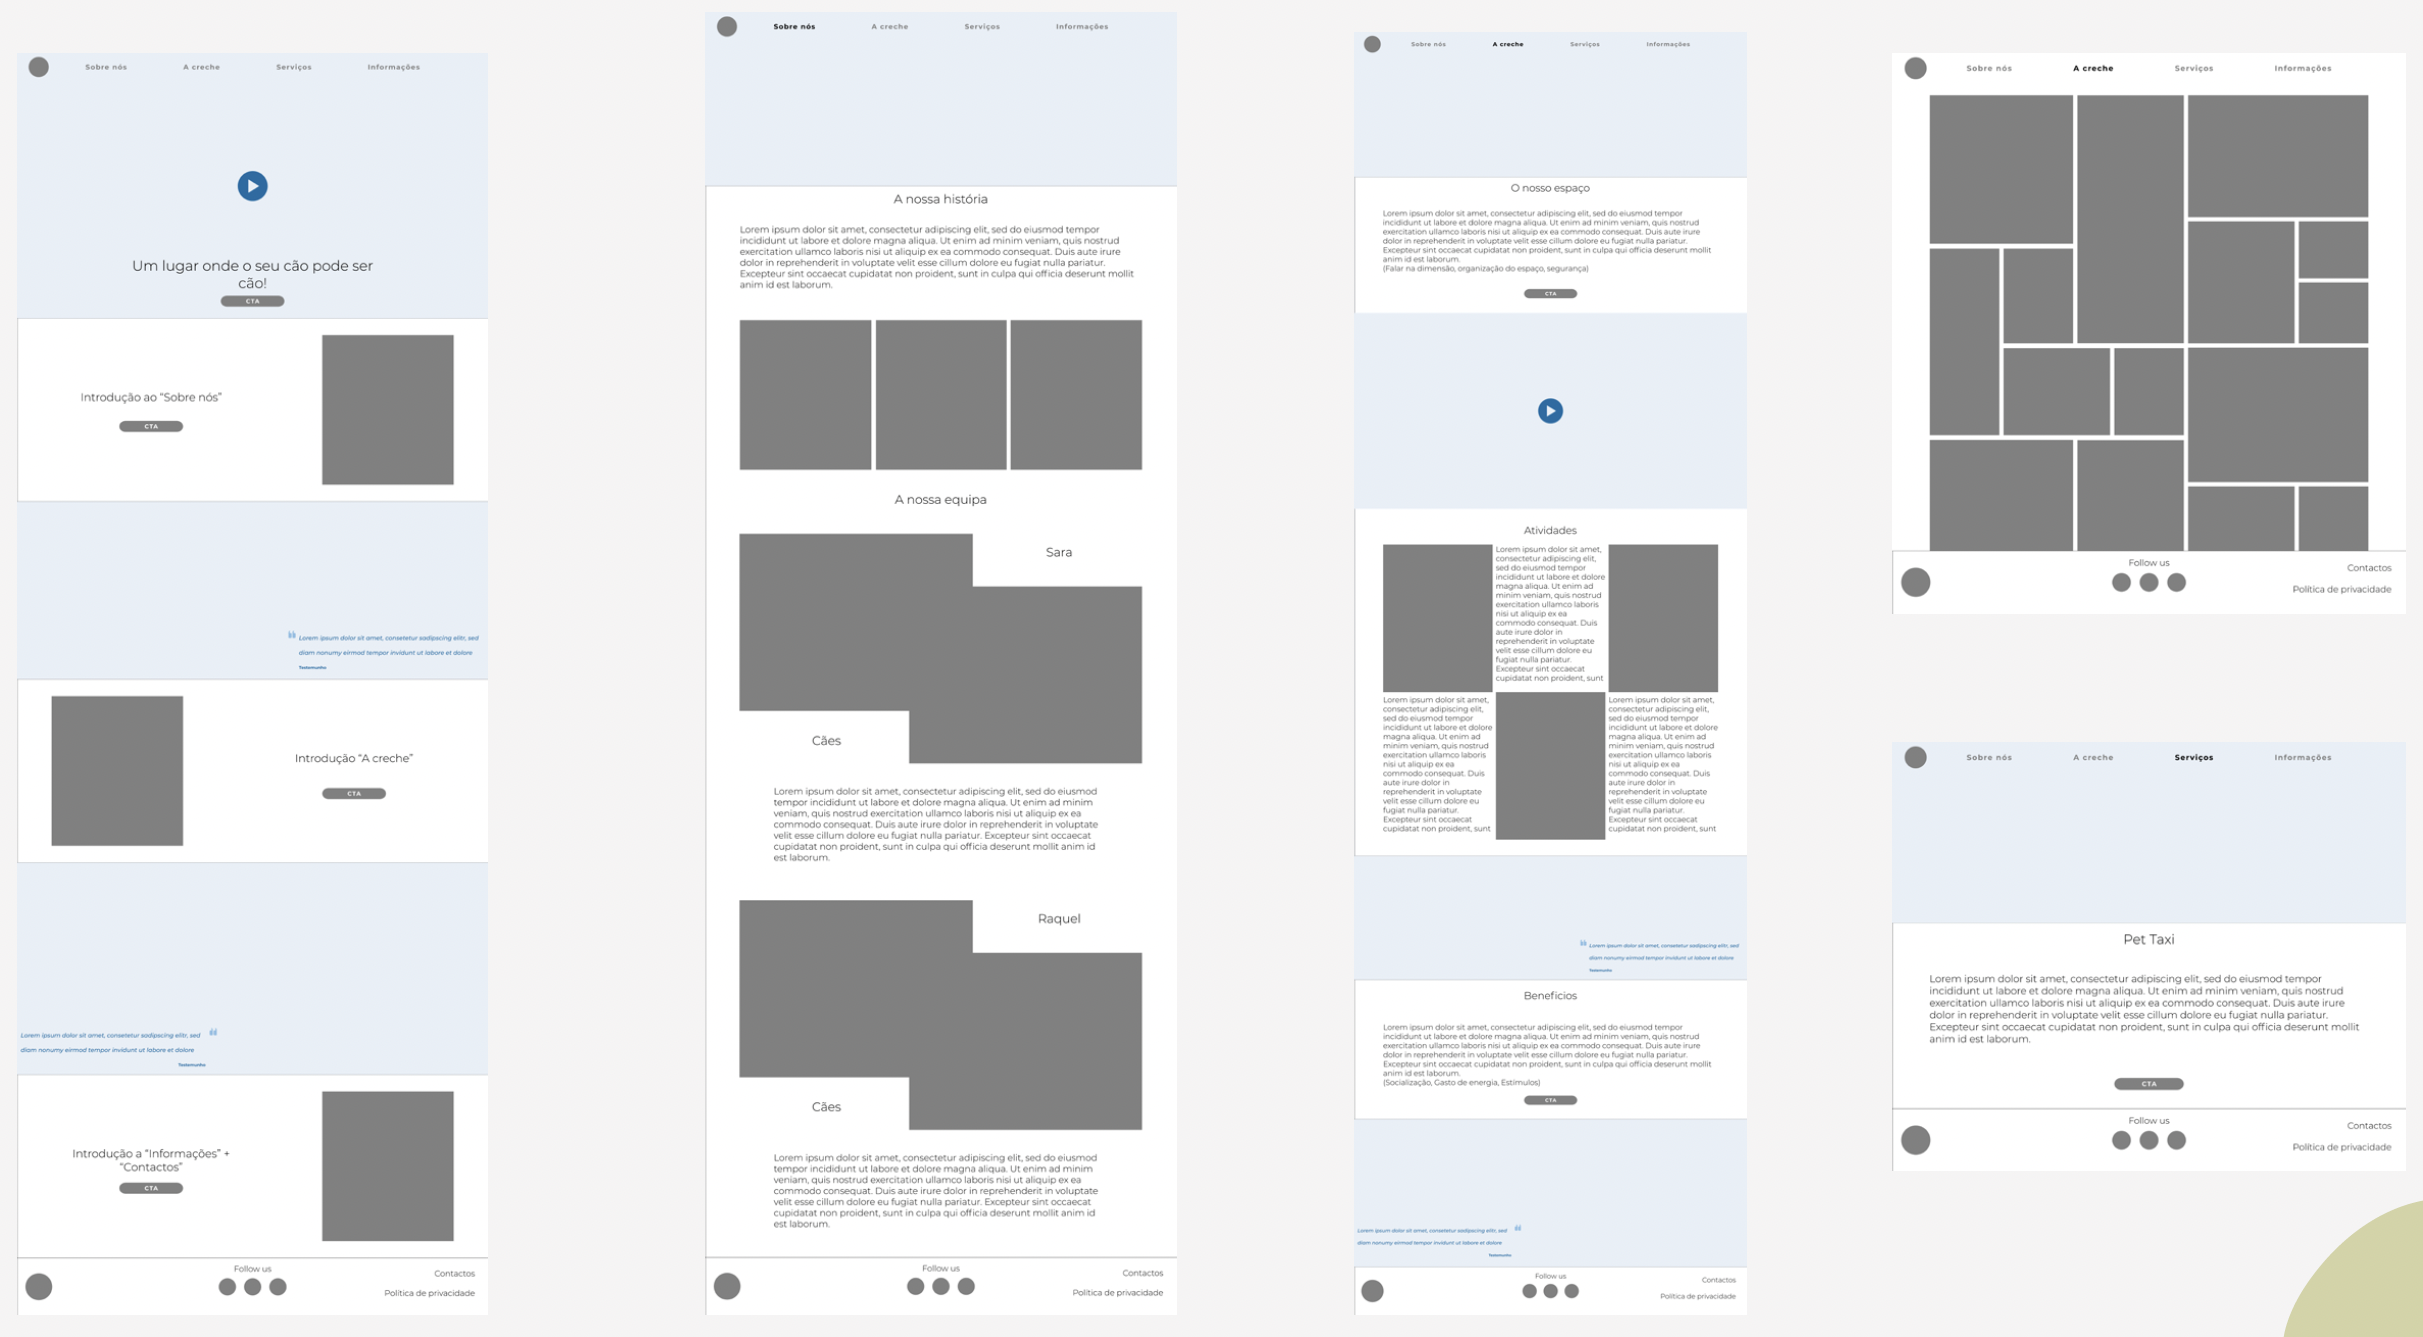 Sobre nós A creche Serviços Informações
Um lugar onde o seu cão pode ser
cão!
CTA
Introdução ao “Sobre nós”
CTA
Lorem ipsum dolor sit amet, consetetur sadipscing elitr, sed
diam nonumy eirmod tempor invidunt ut labore et dolore
Testemunho
Introdução “A creche”
CTA
Lorem ipsum dolor sit amet, consetetur sadipscing elitr, sed
diam nonumy eirmod tempor invidunt ut labore et dolore
Testemunho
Introdução a “Informações” +
“Contactos”
CTA
Follow us
Contactos
Política de privacidade
Sobre nós A creche Serviços Informações
A nossa história
Lorem ipsum dolor sit amet, consectetur adipiscing elit, sed do eiusmod tempor
incididunt ut labore et dolore magna aliqua. Ut enim ad minim veniam, quis nostrud
exercitation ullamco laboris nisi ut aliquip ex ea commodo consequat. Duis aute irure
dolor in reprehenderit in voluptate velit esse cillum dolore eu fugiat nulla pariatur.
Excepteur sint occaecat cupidatat non proident, sunt in culpa qui officia deserunt mollit
anim id est laborum.
A nossa equipa
Sara
Cães
Lorem ipsum dolor sit amet, consectetur adipiscing elit, sed do eiusmod
tempor incididunt ut labore et dolore magna aliqua. Ut enim ad minim
veniam, quis nostrud exercitation ullamco laboris nisi ut aliquip ex ea
commodo consequat. Duis aute irure dolor in reprehenderit in voluptate
velit esse cillum dolore eu fugiat nulla pariatur. Excepteur sint occaecat
cupidatat non proident, sunt in culpa qui officia deserunt mollit anim id
est laborum.
Raquel
Cães
Lorem ipsum dolor sit amet, consectetur adipiscing elit, sed do eiusmod
tempor incididunt ut labore et dolore magna aliqua. Ut enim ad minim
veniam, quis nostrud exercitation ullamco laboris nisi ut aliquip ex ea
commodo consequat. Duis aute irure dolor in reprehenderit in voluptate
velit esse cillum dolore eu fugiat nulla pariatur. Excepteur sint occaecat
cupidatat non proident, sunt in culpa qui officia deserunt mollit anim id
est laborum.
Follow us
Contactos
Política de privacidade
Sobre nós A creche Serviços Informações
O nosso espaço
Lorem ipsum dolor sit amet, consectetur adipiscing elit, sed do eiusmod tempor
incididunt ut labore et dolore magna aliqua. Ut enim ad minim veniam, quis nostrud
exercitation ullamco laboris nisi ut aliquip ex ea commodo consequat. Duis aute irure
dolor in reprehenderit in voluptate velit esse cillum dolore eu fugiat nulla pariatur.
Excepteur sint occaecat cupidatat non proident, sunt in culpa qui officia deserunt mollit
anim id est laborum.
(Falar na dimensão, organização do espaço, segurança)
CTA
Atividades
Lorem ipsum dolor sit amet,
consectetur adipiscing elit,
sed do eiusmod tempor
incididunt ut labore et dolore
magna aliqua. Ut enim ad
minim veniam, quis nostrud
exercitation ullamco laboris
nisi ut aliquip ex ea
commodo consequat. Duis
aute irure dolor in
reprehenderit in voluptate
velit esse cillum dolore eu
fugiat nulla pariatur.
Excepteur sint occaecat
cupidatat non proident, sunt
Lorem ipsum dolor sit amet,
consectetur adipiscing elit,
sed do eiusmod tempor
incididunt ut labore et dolore
magna aliqua. Ut enim ad
minim veniam, quis nostrud
exercitation ullamco laboris
nisi ut aliquip ex ea
commodo consequat. Duis
aute irure dolor in
reprehenderit in voluptate
velit esse cillum dolore eu
fugiat nulla pariatur.
Excepteur sint occaecat
cupidatat non proident, sunt
Lorem ipsum dolor sit amet,
consectetur adipiscing elit,
sed do eiusmod tempor
incididunt ut labore et dolore
magna aliqua. Ut enim ad
minim veniam, quis nostrud
exercitation ullamco laboris
nisi ut aliquip ex ea
commodo consequat. Duis
aute irure dolor in
reprehenderit in voluptate
velit esse cillum dolore eu
fugiat nulla pariatur.
Excepteur sint occaecat
cupidatat non proident, sunt
Lorem ipsum dolor sit amet, consetetur sadipscing elitr, sed
diam nonumy eirmod tempor invidunt ut labore et dolore
Testemunho
Beneficios
Lorem ipsum dolor sit amet, consectetur adipiscing elit, sed do eiusmod tempor
incididunt ut labore et dolore magna aliqua. Ut enim ad minim veniam, quis nostrud
exercitation ullamco laboris nisi ut aliquip ex ea commodo consequat. Duis aute irure
dolor in reprehenderit in voluptate velit esse cillum dolore eu fugiat nulla pariatur.
Excepteur sint occaecat cupidatat non proident, sunt in culpa qui officia deserunt mollit
anim id est laborum.
(Socialização, Gasto de energia, Estímulos)
CTA
Lorem ipsum dolor sit amet, consetetur sadipscing elitr, sed
diam nonumy eirmod tempor invidunt ut labore et dolore
Testemunho
Follow us
Contactos
Política de privacidade
Sobre nós A creche Serviços Informações
Follow us
Contactos
Política de privacidade
Sobre nós A creche Serviços Informações
Pet Taxi
Lorem ipsum dolor sit amet, consectetur adipiscing elit, sed do eiusmod tempor
incididunt ut labore et dolore magna aliqua. Ut enim ad minim veniam, quis nostrud
exercitation ullamco laboris nisi ut aliquip ex ea commodo consequat. Duis aute irure
dolor in reprehenderit in voluptate velit esse cillum dolore eu fugiat nulla pariatur.
Excepteur sint occaecat cupidatat non proident, sunt in culpa qui officia deserunt mollit
anim id est laborum.
CTA
Follow us
Contactos
Política de privacidade